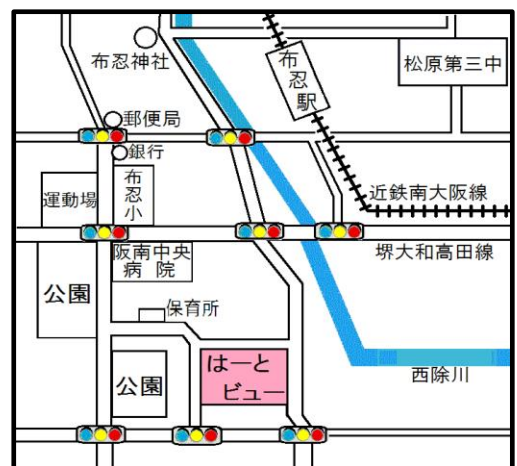 布忍神社
布
忍
駅
松原第三中
郵便局
銀行
布
忍
小
運動場
近鉄南大阪線
阪南中央
病院
堺大和高田線
公園
保育所
はーと
ビュー
公園
西除川